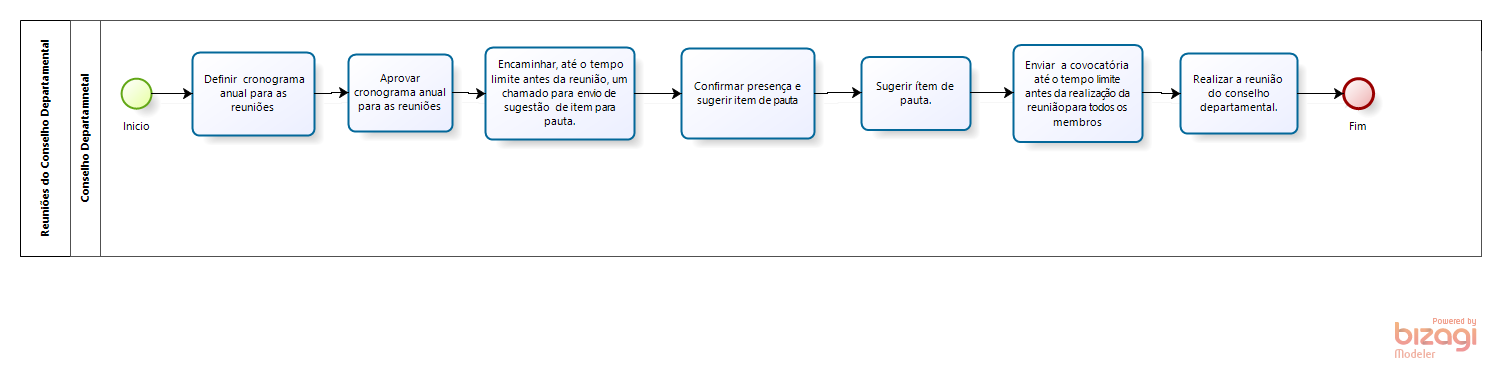 Reuniões do Conselho Departamental
Conselho Departamnetal
Inicio
Definir cronograma
anual para as
reuniões
Aprovar
cronograma anual
para as reuniões
Encaminhar, até o tempo
limite antes da reunião, um
chamado para envio de
sugestão de item para
pauta.
Confirmar presença e
sugerir item de pauta
Sugerir ítem de
pauta.
Enviar a covocatória
até o tempo limite
antes da realização da
reunião para todos os
membros
Realizar a reunião
do conselho
departamental.
Fim
Powered by
bizagi
Modeler